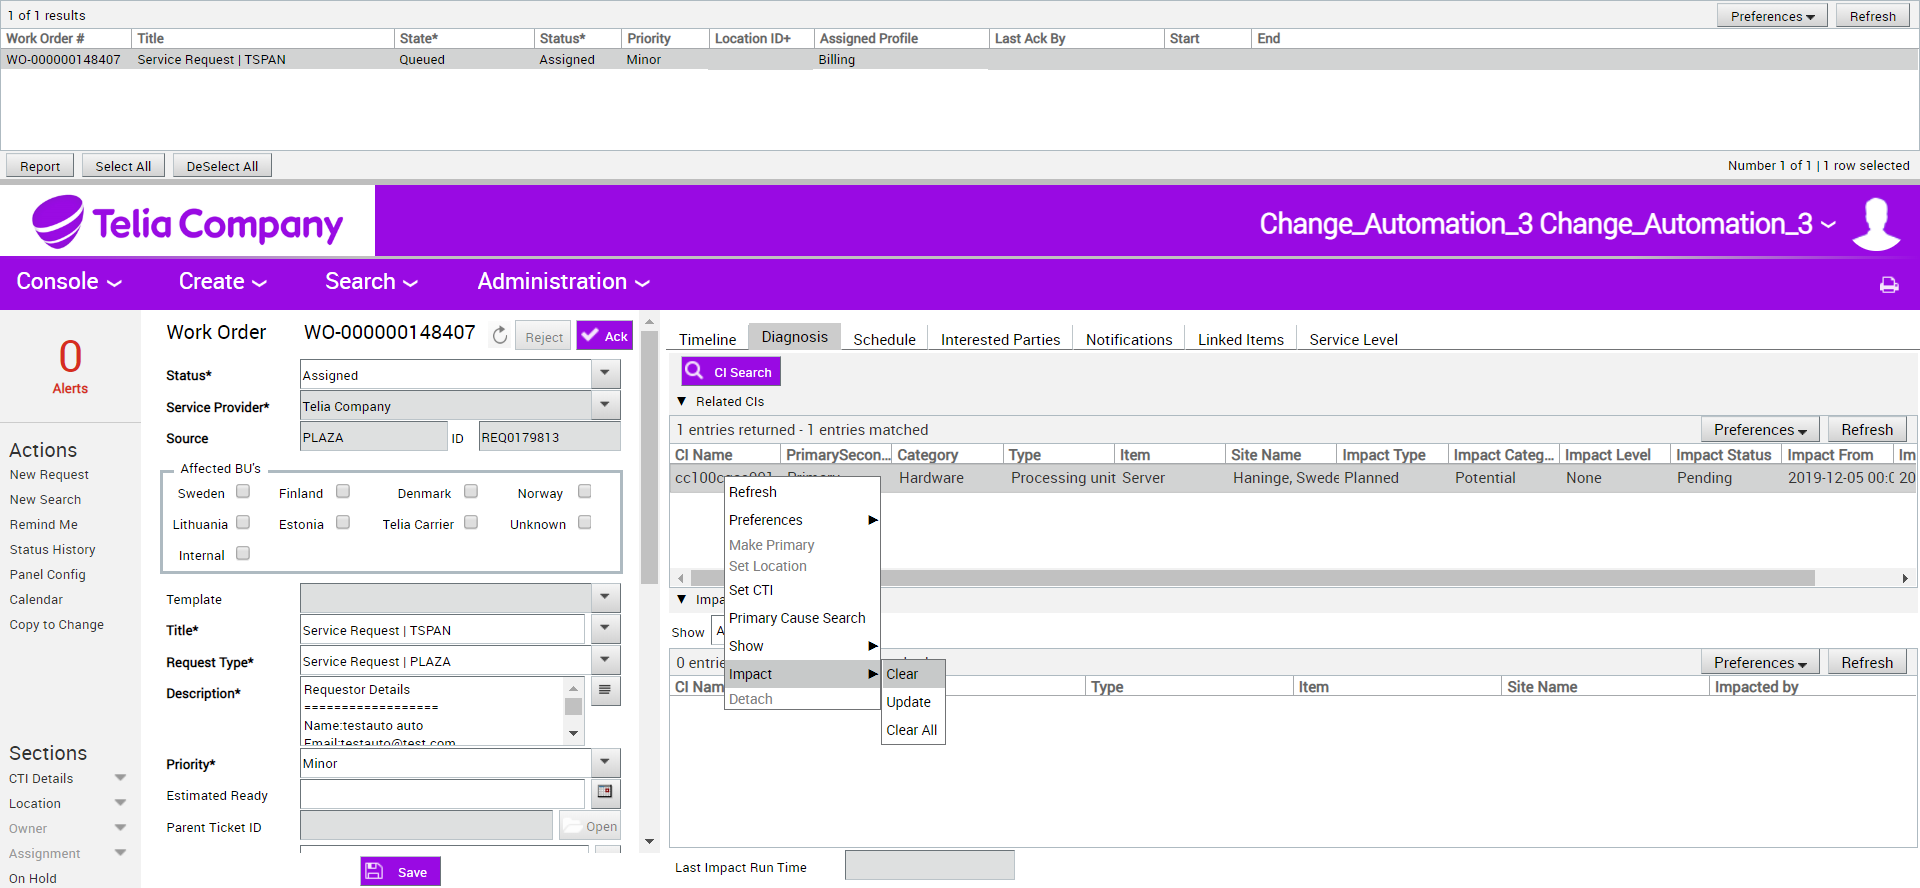 1 of 1 results
Preferences
Refresh
Work Order # Title State* Status* Priority Location ID+ Assigned Profile Last Ack By Start End
WO-000000148407 Service Request | TSPAN Queued Assigned Minor Billing
Report Select All DeSelect All
Number 1 of 1 | 1 row selected
Telia Company
Change_Automation_3 Change_Automation_3
Console Create Search Administration
0
Alerts
Actions
New Request
New Search
Remind Me
Status History
Panel Config
Calendar
Copy to Change
Sections
CTI Details
Location
Owner
Assignment
On Hold
Work Order WO-000000148407 Reject Ack
Status* Assigned
Service Provider* Telia Company
Source PLAZA ID REQ0179813
Affected BU's
Sweden Finland Denmark Norway
Lithuania Estonia Telia Carrier Unknown
Internal
Template
Title* Service Request | TSPAN
Request Type* Service Request | PLAZA
Description* Requestor Details
==================
Name:testauto auto
Email:testauto@test.com
Priority* Minor
Estimated Ready
Parent Ticket ID Open
Save
Timeline Diagnosis Schedule Interested Parties Notifications Linked Items Service Level
CI Search
Related CIs
1 entries returned - 1 entries matched Preferences Refresh
CI Name PrimarySecon... Category Type Item Site Name Impact Type Impact Categ... Impact Level Impact Status Impact From Im
Hardware Processing unit Server Haninge, Swede Planned Potential None Pending 2019-12-05 00:0 20
Refresh
Preferences
Make Primary
Set Location
Set CTI
Primary Cause Search
Show
Impact
Detach
Clear
Update
Clear All
Show A
0 entrie Preferences Refresh
CI Nam Type Item Site Name Impacted by
Last Impact Run Time